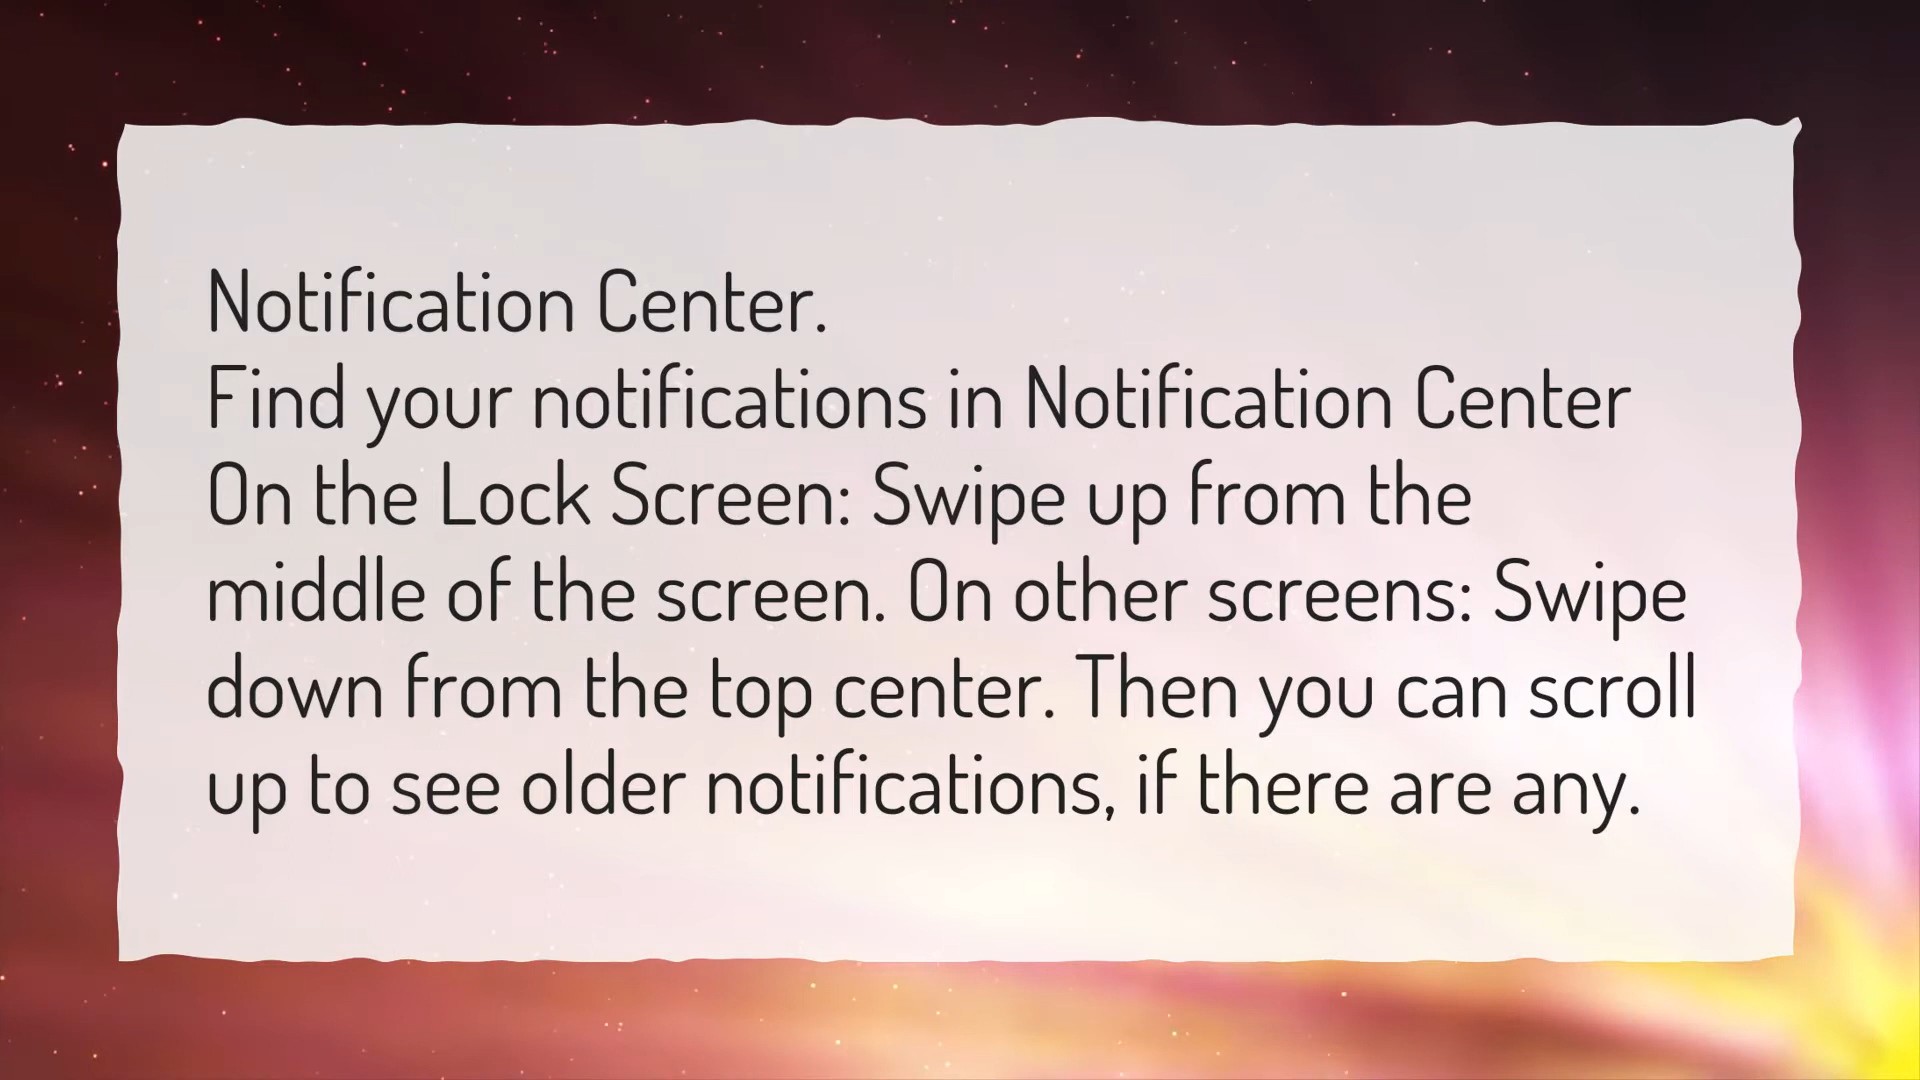 Notification Center.
Find your notifications in Notification Center
On the Lock Screen: Swipe up from the
middle of the screen. On other screens: Swipe
down from the top center. Then you can scroll
up to see older notifications, if there are any.